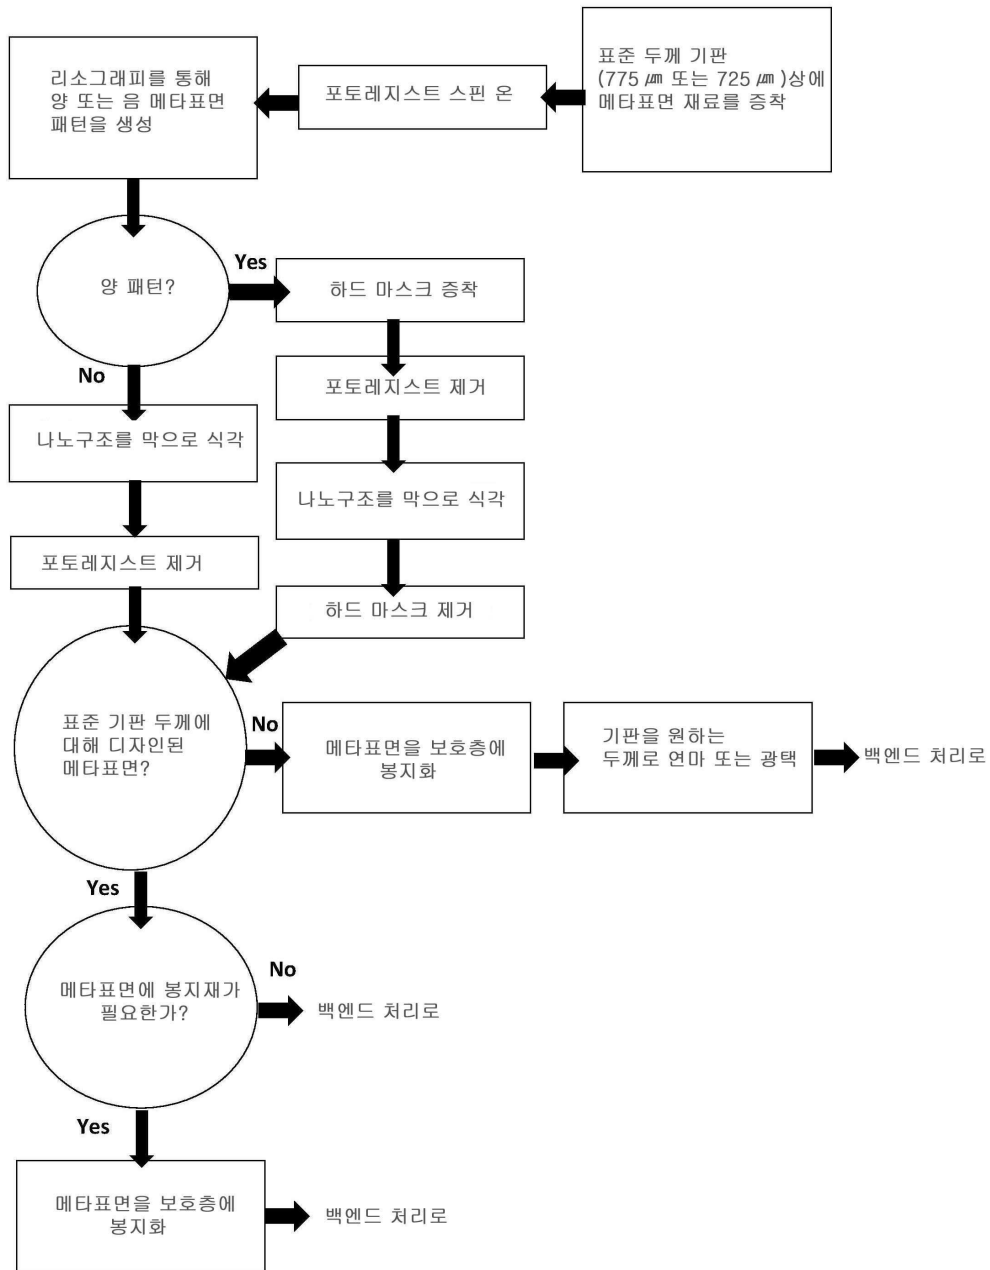 표준 두께 기판
(775 ㎛ 또는 725 ㎛ )상에
메타표면 재료를 증착
포토레지스트 스핀 온
리소그래피를 통해
양 또는 음 메타표면
패턴을 생성
양 패턴?
Yes
하드 마스크 증착
포토레지스트 제거
나노구조를 막으로 식각
하드 마스크 제거
No
나노구조를 막으로 식각
포토레지스트 제거
표준 기판 두께에
대해 디자인된
메타표면?
No
메타표면을 보호층에
봉지화
기판을 원하는
두께로 연마 또는 광택
백엔드 처리로
Yes
메타표면에 봉지재가
필요한가?
No
백엔드 처리로
Yes
메타표면을 보호층에
봉지화
백엔드 처리로